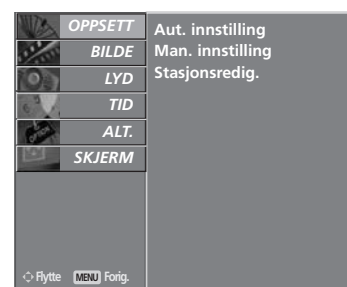 OPPSETT
BILDE
LYD
TID
ALT.
SKJERM
Aut. innstilling
Man. innstilling
Stasjonsredig.
Flytte MENU Forig.